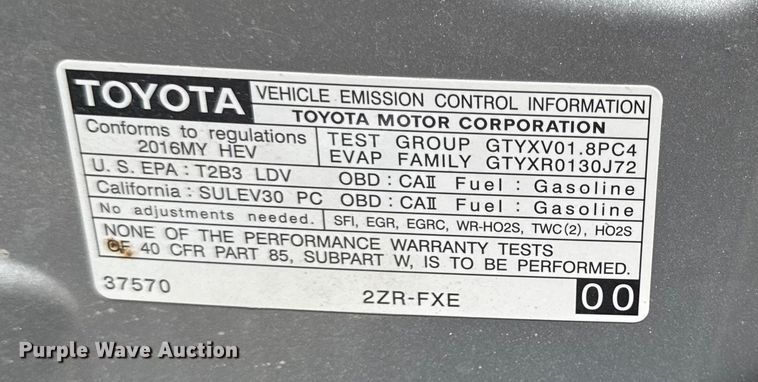 TOYOTA VEHICLE EMISSION CONTROL INFORMATION
TOYOTA MOTOR CORPORATION
Conforms to regulations
2016MY HEV
TEST GROUP GTYXV01.8PC4
EVAP FAMILY GTYXR0130J72
U. S. EPA : T2B3 LDV OBD : CAII Fuel : Gasoline
California : SULEV30 PC OBD : CAII Fuel : Gasoline
No adjustments needed. SFI, EGR, EGRC, WR-HO2S, TWC(2), HO2S
NONE OF THE PERFORMANCE WARRANTY TESTS
OF 40 CFR PART 85, SUBPART W, IS TO BE PERFORMED.
37570 2ZR-FXE 00
Purple Wave Auction